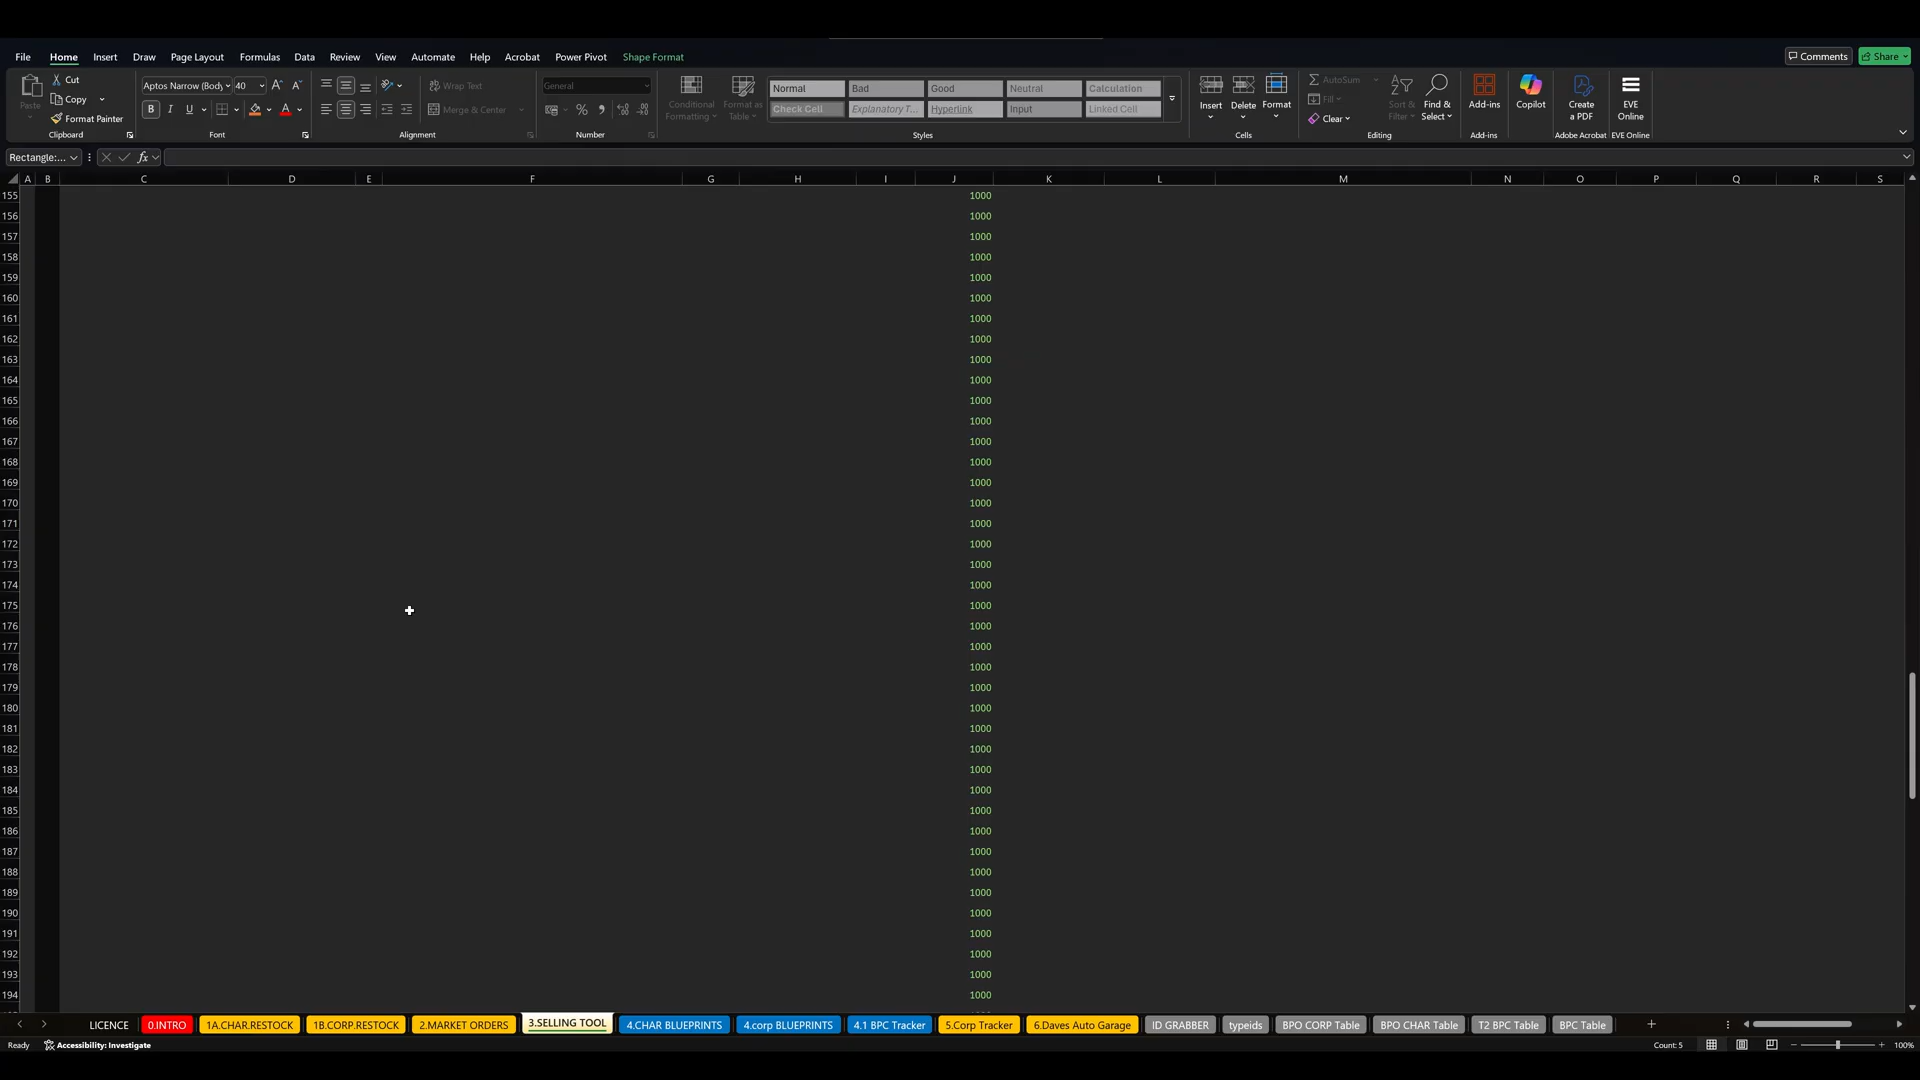 File Home Insert Draw Page Layout Formulas Data Review View Automate Help Acrobat Power Pivot Shape Format Comments Share
Paste Cut Copy Format Painter Clipboard
Aptos Narrow (Body 40 A A B I U A Font
Wrap Text Merge & Center Alignment
General % Number
Conditional Formatting Format as Table Normal Bad Good Neutral Calculation
Check Cell Explanatory T... Hyperlink Input Linked Cell Styles
Insert Delete Format Cells
AutoSum Fill Clear Sort & Filter Find & Select Editing
Add-ins Add-ins Copilot Create a PDF Adobe Acrobat EVE Online EVE Online
Rectangle:... fx
A B C D E F G H I J K L M N O P Q R S
155 1000
156 1000
157 1000
158 1000
159 1000
160 1000
161 1000
162 1000
163 1000
164 1000
165 1000
166 1000
167 1000
168 1000
169 1000
170 1000
171 1000
172 1000
173 1000
174 1000
175 1000
176 1000
177 1000
178 1000
179 1000
180 1000
181 1000
182 1000
183 1000
184 1000
185 1000
186 1000
187 1000
188 1000
189 1000
190 1000
191 1000
192 1000
193 1000
194 1000
LICENCE 0.INTRO 1A.CHAR.RESTOCK 1B.CORP.RESTOCK 2.MARKET ORDERS 3.SELLING TOOL 4.CHAR BLUEPRINTS 4.corp BLUEPRINTS 4.1 BPC Tracker 5.Corp Tracker 6.Daves Auto Garage ID GRABBER typeids BPO CORP Table BPO CHAR Table T2 BPC Table BPC Table
Ready Accessibility: Investigate Count: 5 100%